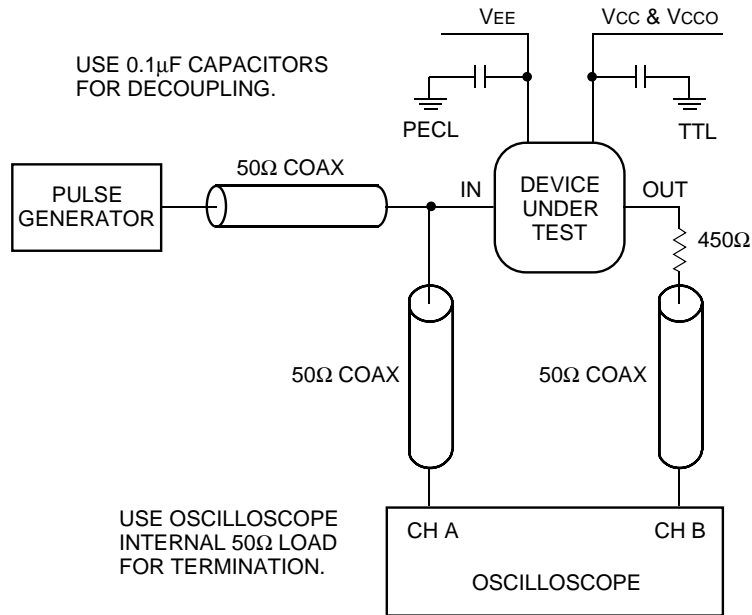 VEE
VCC & VCCO
USE 0.1μF CAPACITORS
FOR DECOUPLING.
PECL
TTL
50Ω COAX
PULSE
GENERATOR
IN
DEVICE
UNDER
TEST
OUT
450Ω
50Ω COAX
50Ω COAX
USE OSCILLOSCOPE
INTERNAL 50Ω LOAD
FOR TERMINATION.
CH A
CH B
OSCILLOSCOPE